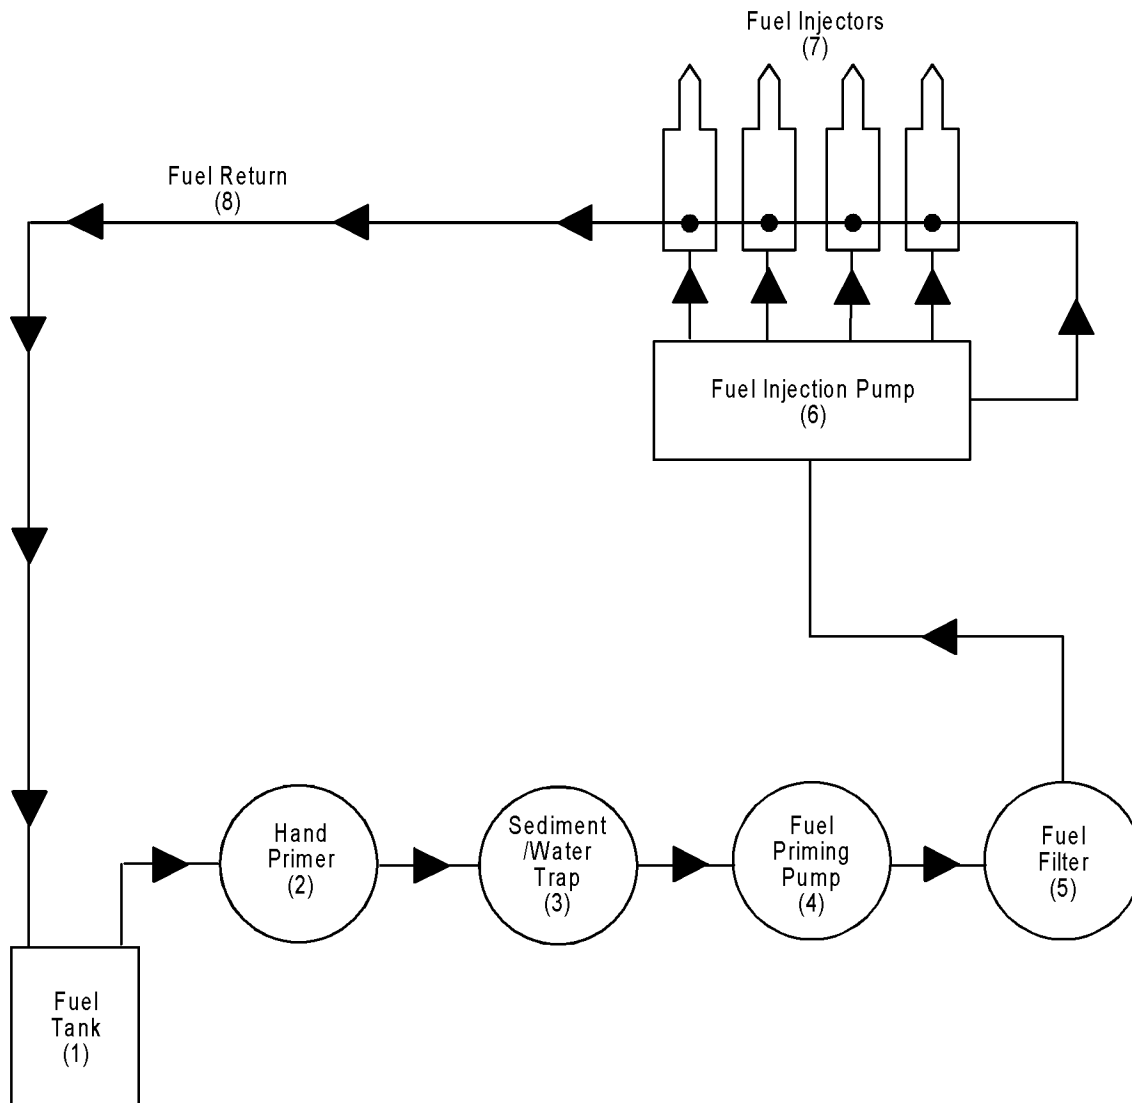 Fuel Injectors
(7)
Fuel Return
(8)
Fuel Injection Pump
(6)
Hand
Primer
(2)
Sediment
/Water
Trap
(3)
Fuel
Priming
Pump
(4)
Fuel
Filter
(5)
Fuel
Tank
(1)